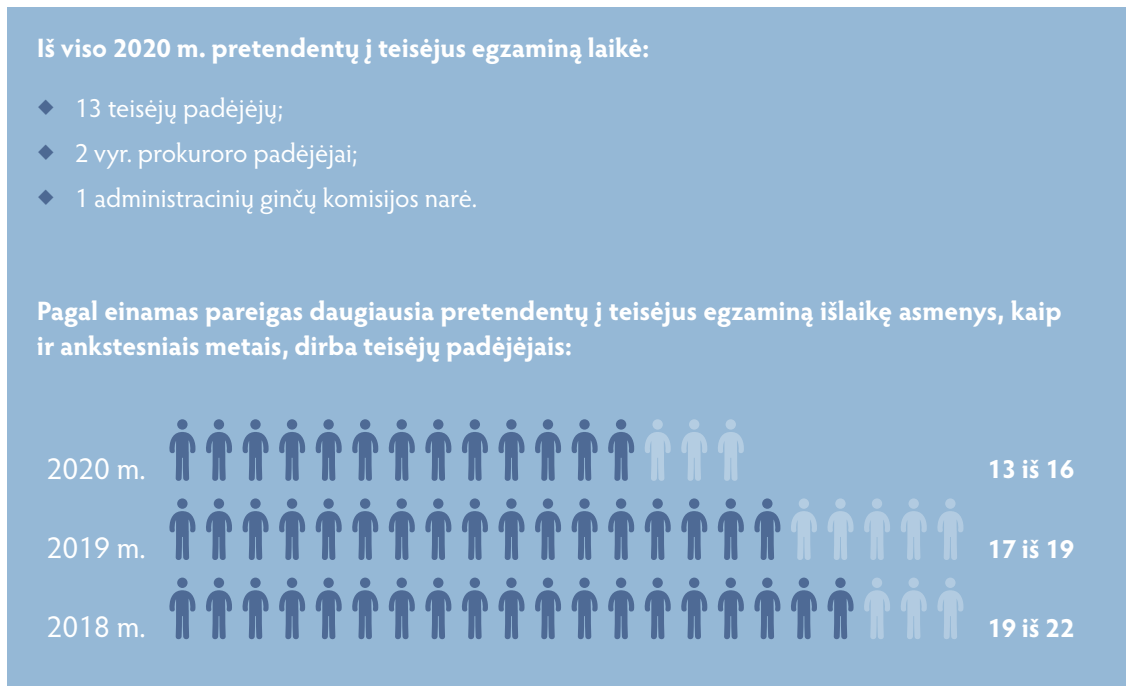 Iš viso 2020 m. pretendentų į teisėjus egzaminą laikė:
◆ 13 teisėjų padėjėjų;
◆ 2 vyr. prokuroro padėjėjai;
◆ 1 administracinių ginčų komisijos narė.
Pagal einamas pareigas daugiausia pretendentų į teisėjus egzaminą išlaikę asmenys, kaip
ir ankstesniais metais, dirba teisėjų padėjėjais:
2020 m. 13 iš 16
2019 m. 17 iš 19
2018 m. 19 iš 22